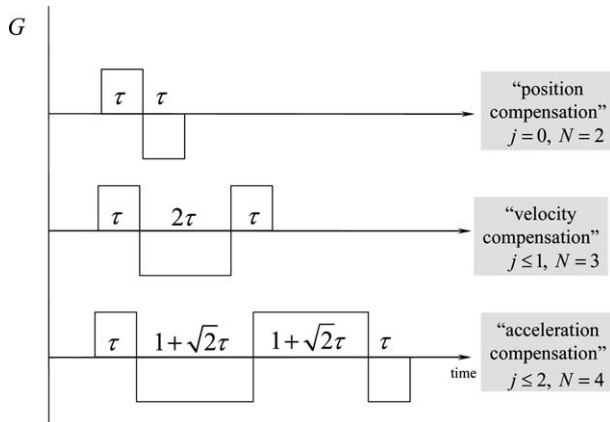 G
τ τ
“position
compensation”
j = 0, N = 2
τ 2τ τ
“velocity
compensation”
j ≤ 1, N = 3
τ 1+√2τ 1+√2τ τ
time
“acceleration
compensation”
j ≤ 2, N = 4